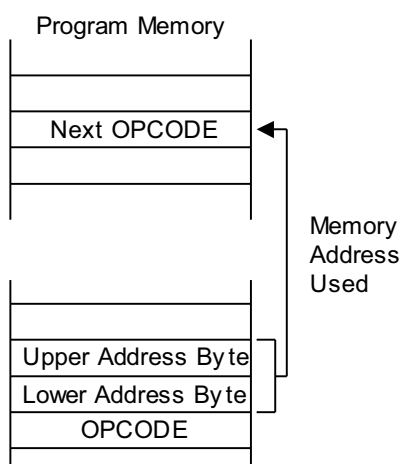 Program Memory
Next OPCODE
Memory
Address
Used
Upper Address Byte
Lower Address Byte
OPCODE